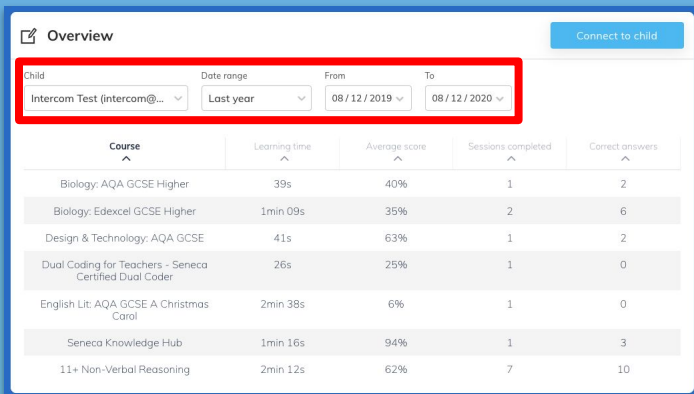 Overview
Connect to child
Child Date range From To
Intercom Test (intercom@... Last year 08 / 12 / 2019 08 / 12 / 2020
Course Learning time Average score Sessions completed Correct answers
Biology: AQA GCSE Higher 39s 40% 1 2
Biology: Edexcel GCSE Higher 1min 09s 35% 2 6
Design & Technology: AQA GCSE 41s 63% 1 2
Dual Coding for Teachers - Seneca
Certified Dual Coder 26s 25% 1 0
English Lit: AQA GCSE A Christmas
Carol 2min 38s 6% 1 0
Seneca Knowledge Hub 1min 16s 94% 1 3
11+ Non-Verbal Reasoning 2min 12s 62% 7 10